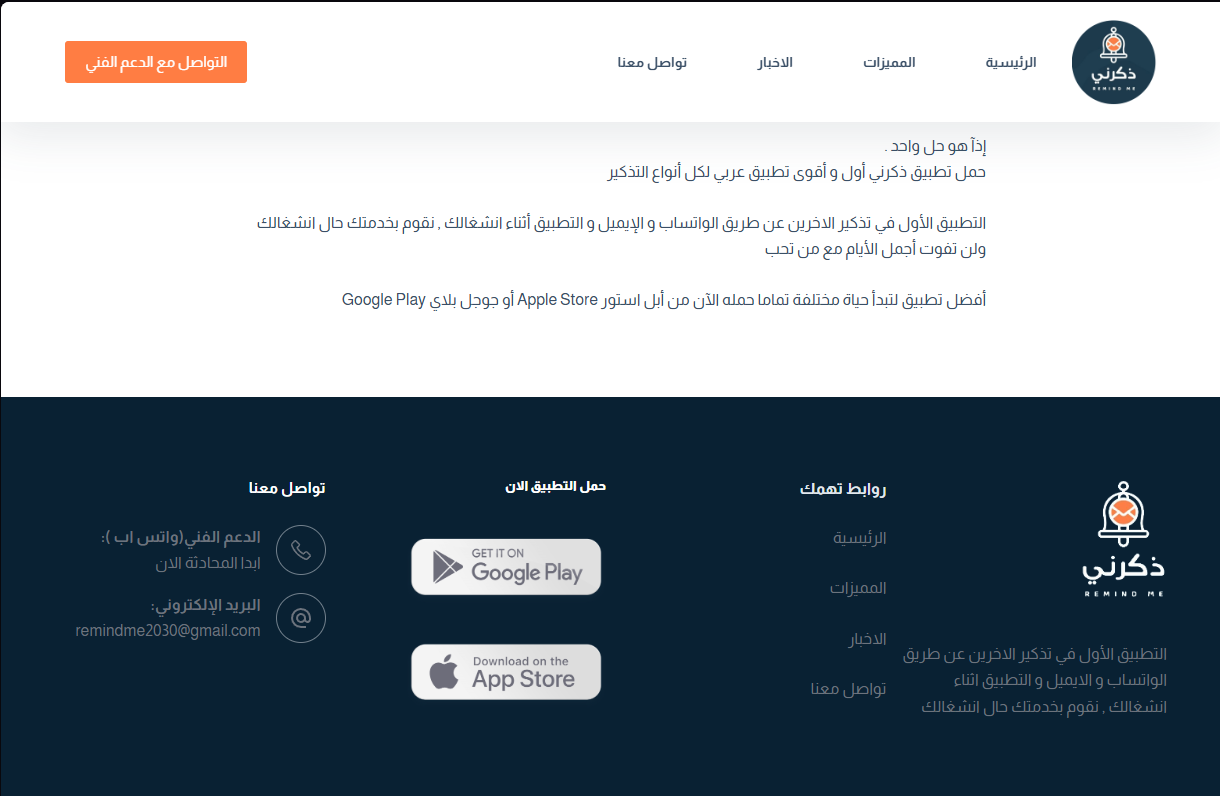 ذكرني
REMIND ME
الرئيسية
المميزات
الاخبار
تواصل معنا
التواصل مع الدعم الفني
إذآ هو حل واحد .
حمل تطبيق ذكرني أول و أقوى تطبيق عربي لكل أنواع التذكير
التطبيق الأول في تذكير الاخرين عن طريق الواتساب و الإيميل و التطبيق أثناء انشغالك , نقوم بخدمتك حال انشغالك
ولن تفوت أجمل الأيام مع من تحب
أفضل تطبيق لتبدأ حياة مختلفة تماما حمله الآن من أبل استور Apple Store أو جوجل بلاي Google Play
ذكرني
REMIND ME
التطبيق الأول في تذكير الاخرين عن طريق
الواتساب و الايميل و التطبيق اثناء
انشغالك , نقوم بخدمتك حال انشغالك
روابط تهمك
الرئيسية
المميزات
الاخبار
تواصل معنا
حمل التطبيق الان
GET IT ON
Google Play
Download on the
App Store
تواصل معنا
الدعم الفني(واتس اب ):
ابدا المحادثة الان
البريد الإلكتروني:
remindme2030@gmail.com